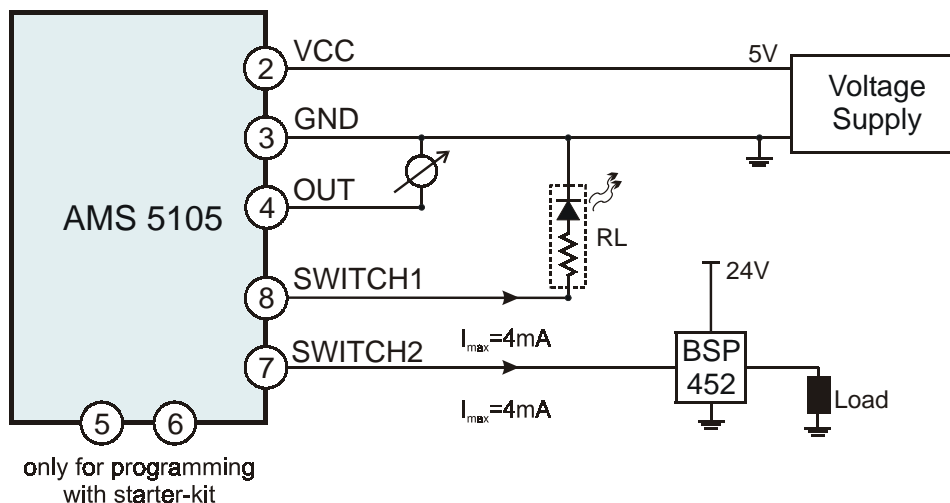 VCC
2
5V
Voltage
Supply
GND
3
OUT
4
AMS 5105
RL
SWITCH1
8
24V
Imax=4mA
SWITCH2
7
BSP
452
Load
Imax=4mA
5
6
only for programming
with starter-kit